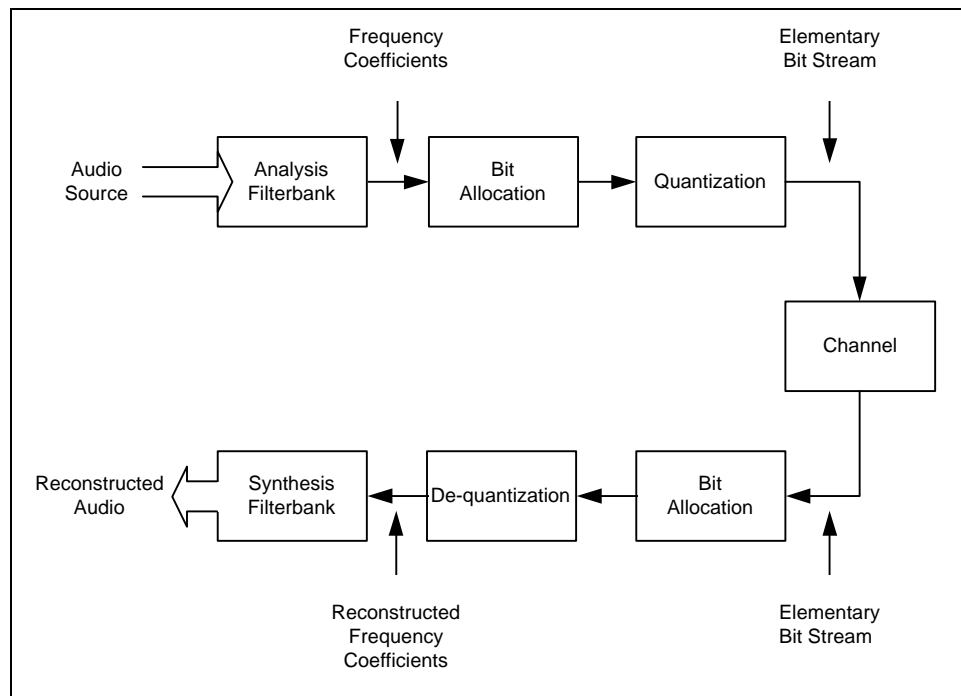 Frequency
Coefficients
Elementary
Bit Stream
Audio
Source
Analysis
Filterbank
Bit
Allocation
Quantization
Channel
Reconstructed
Audio
Synthesis
Filterbank
De-quantization
Bit
Allocation
Reconstructed
Frequency
Coefficients
Elementary
Bit Stream